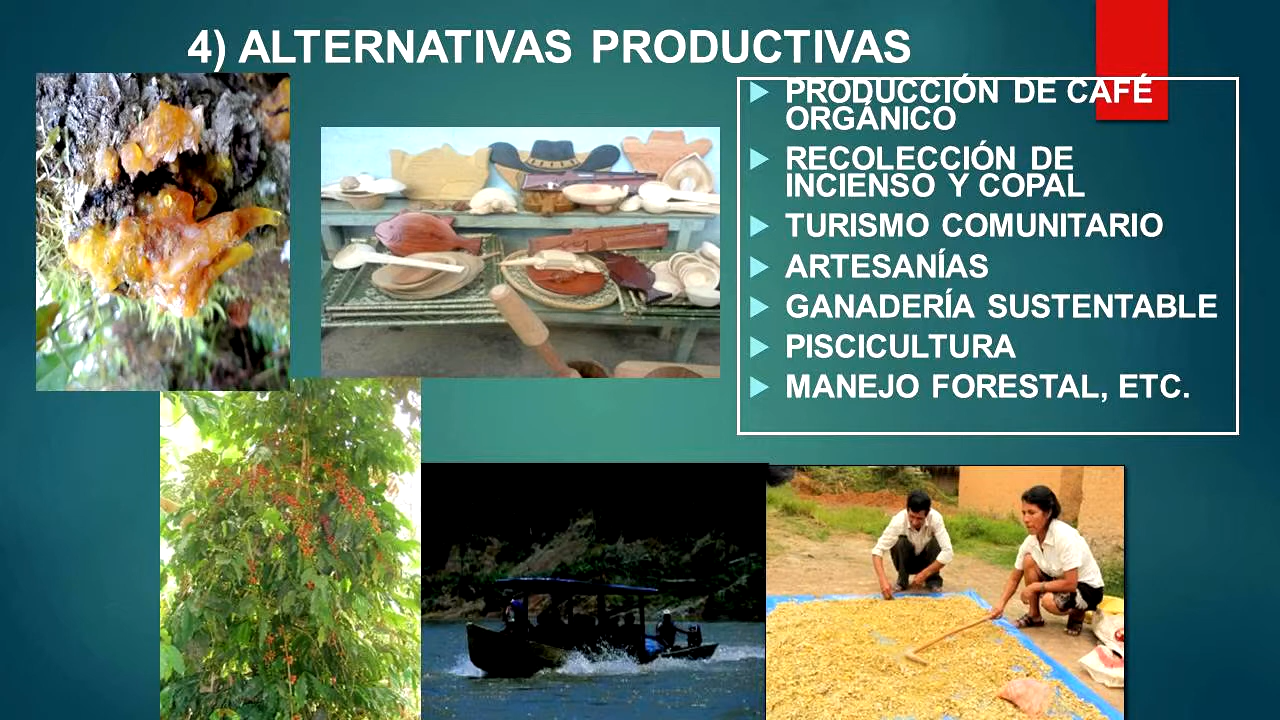 4) ALTERNATIVAS PRODUCTIVAS
PRODUCCIÓN DE CAFÉ
ORGÁNICO
RECOLECCIÓN DE
INCIENSO Y COPAL
TURISMO COMUNITARIO
ARTESANÍAS
GANADERÍA SUSTENTABLE
PISCICULTURA
MANEJO FORESTAL, ETC.